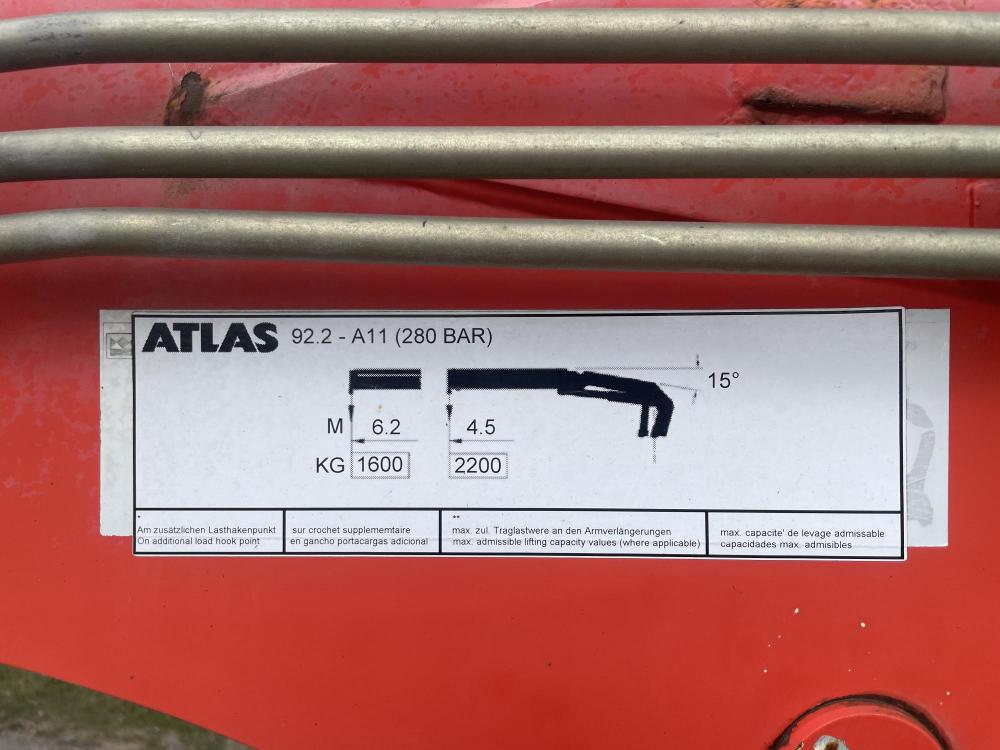 ATLAS 92.2 - A11 (280 BAR)
15°
M 6.2 4.5
KG 1600 2200
*
Am zusätzlichen Lasthakenpunkt
On additional load hook point
sur crochet supplememtaire
en gancho portacargas adicional
**
max. zul. Traglastwere an den Armverlängerungen
max. admissible lifting capacity values (where applicable)
max. capacite' de levage admissable
capacidades max. admisibles